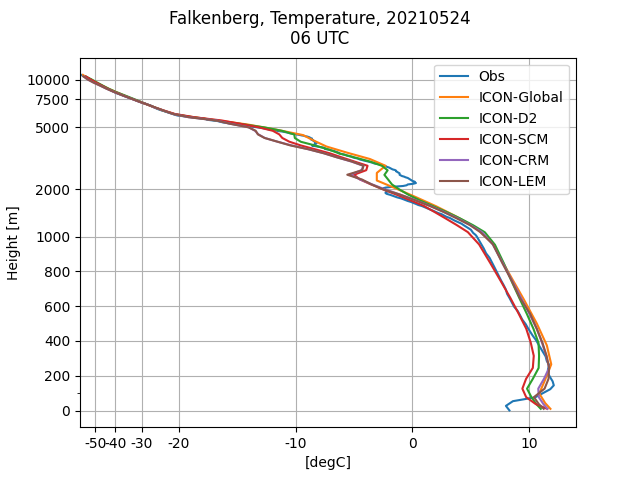 Falkenberg, Temperature, 20210524
06 UTC
Obs
ICON-Global
ICON-D2
ICON-SCM
ICON-CRM
ICON-LEM
10000
7500
5000
2000
1000
800
600
400
200
0
Height [m]
-50 -40 -30 -20 -10 0 10
[degC]